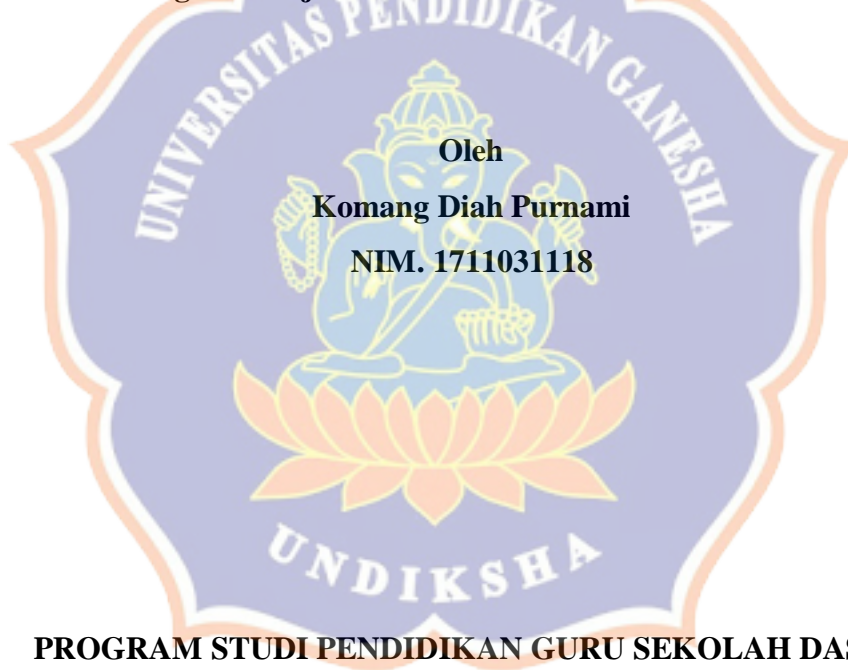 UNIVERSITAS PENDIDIKAN GANESHA
Oleh
Komang Diah Purnami
NIM. 1711031118
UNDIKSHA
PROGRAM STUDI PENDIDIKAN GURU SEKOLAH DAS